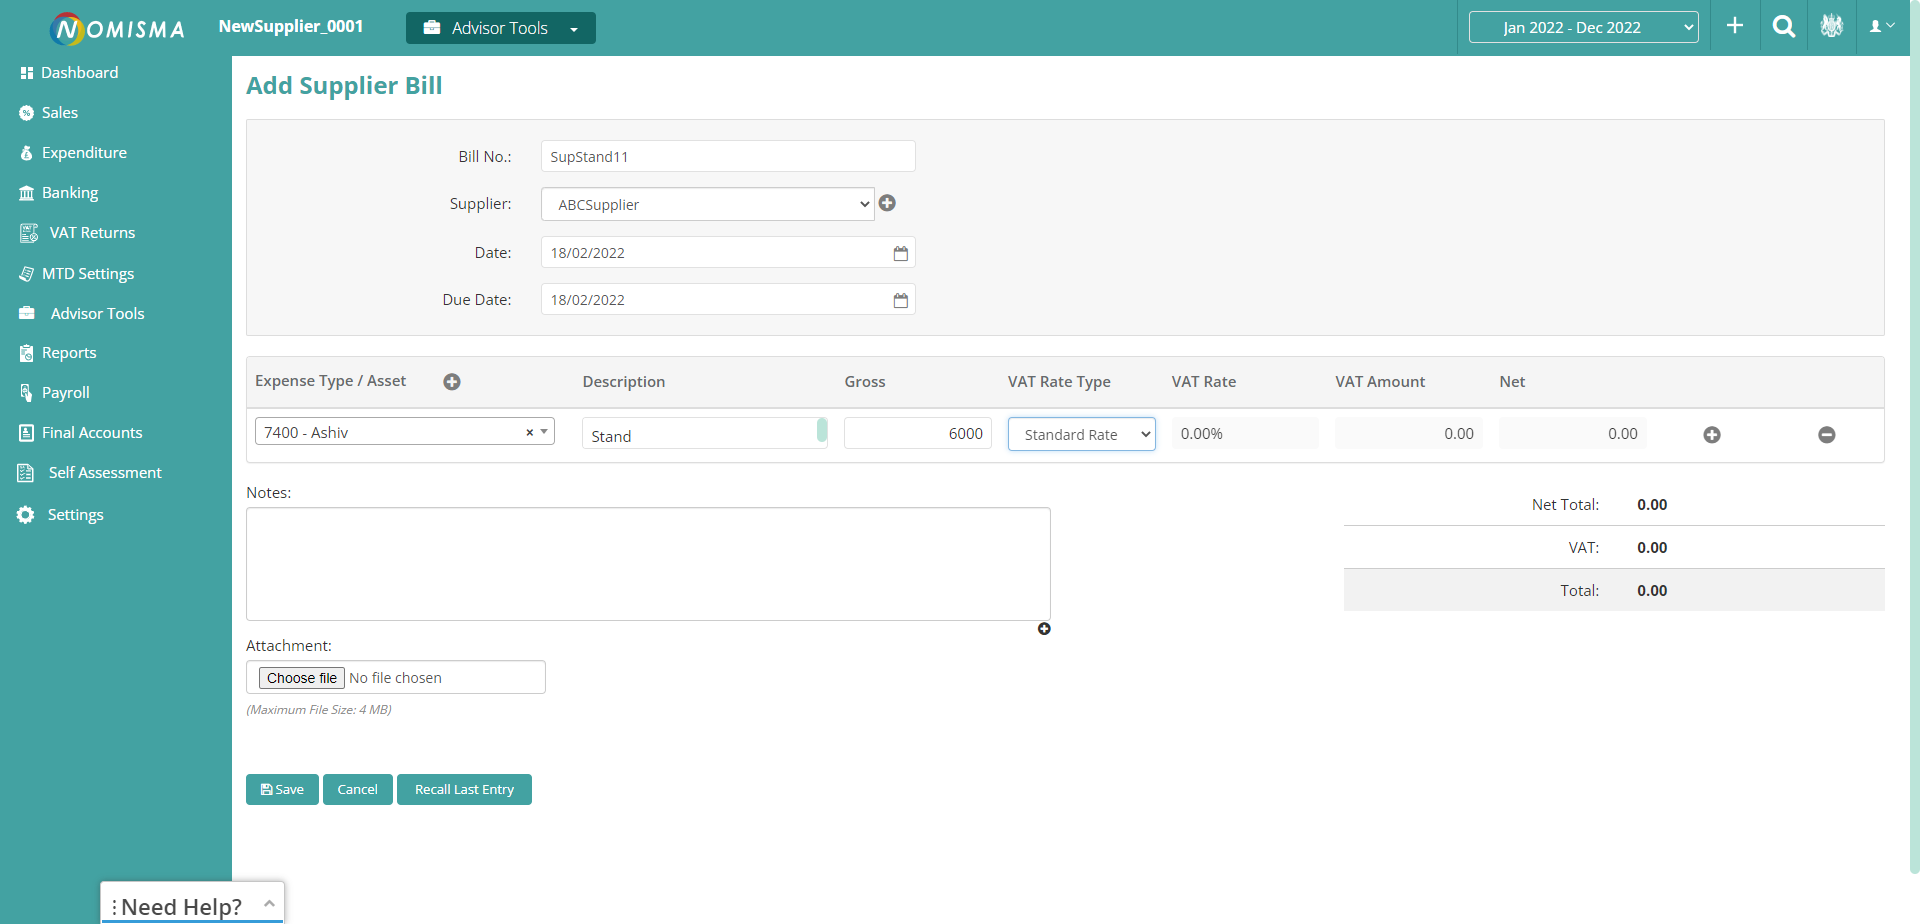 NOMISMA
NewSupplier_0001
Advisor Tools
Jan 2022 - Dec 2022
Dashboard
Sales
Expenditure
Banking
VAT Returns
MTD Settings
Advisor Tools
Reports
Payroll
Final Accounts
Self Assessment
Settings
Add Supplier Bill
Bill No.: SupStand11
Supplier: ABCSupplier
Date: 18/02/2022
Due Date: 18/02/2022
Expense Type / Asset Description Gross VAT Rate Type VAT Rate VAT Amount Net
7400 - Ashiv × Stand 6000 Standard Rate 0.00% 0.00 0.00
Notes:
Net Total: 0.00
VAT: 0.00
Total: 0.00
Attachment:
Choose file No file chosen
(Maximum File Size: 4 MB)
Save Cancel Recall Last Entry
Need Help?